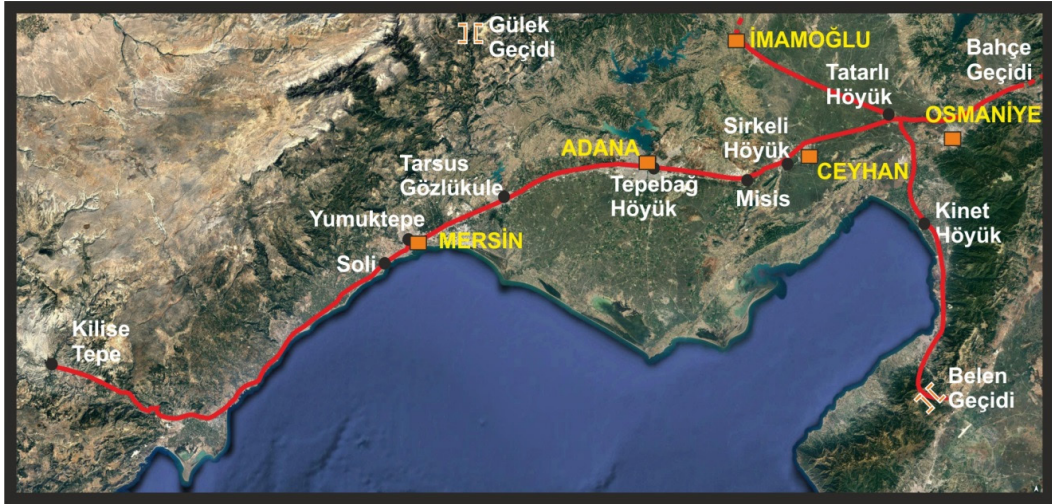 Gülek
Geçidi
İMAMOĞLU
Bahçe
Geçidi
Tatarlı
Höyük
OSMANİYE
Sirkeli
Höyük
ADANA
CEYHAN
Tarsus
Gözlükule
Tepebağ
Höyük
Misis
Yumuktepe
MERSİN
Kinet
Höyük
Soli
Kilise
Tepe
Belen
Geçidi